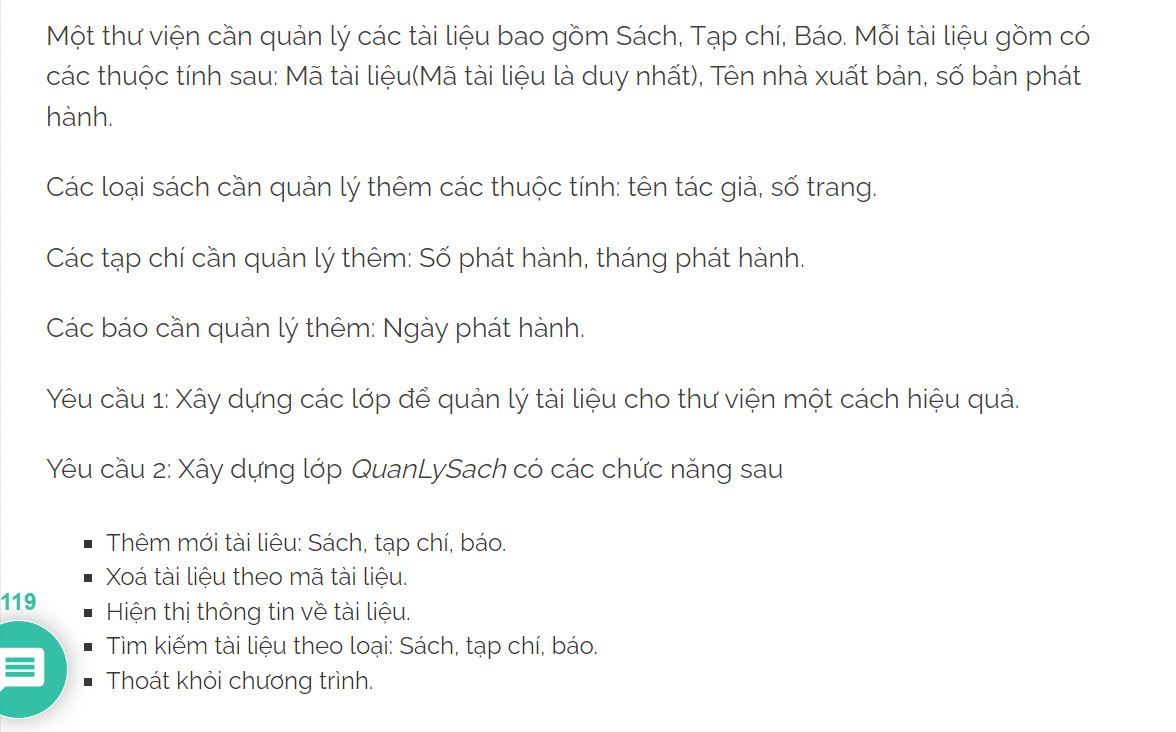 Một thư viện cần quản lý các tài liệu bao gồm Sách, Tạp chí, Báo. Mỗi tài liệu gồm có
các thuộc tính sau: Mã tài liệu(Mã tài liệu là duy nhất), Tên nhà xuất bản, số bản phát
hành.
Các loại sách cần quản lý thêm các thuộc tính: tên tác giả, số trang.
Các tạp chí cần quản lý thêm: Số phát hành, tháng phát hành.
Các báo cần quản lý thêm: Ngày phát hành.
Yêu cầu 1: Xây dựng các lớp để quản lý tài liệu cho thư viện một cách hiệu quả.
Yêu cầu 2: Xây dựng lớp QuanLySach có các chức năng sau
Thêm mới tài liêu: Sách, tạp chí, báo.
Xoá tài liệu theo mã tài liệu.
Hiện thị thông tin về tài liệu.
Tìm kiếm tài liệu theo loại: Sách, tạp chí, báo.
Thoát khỏi chương trình.
119